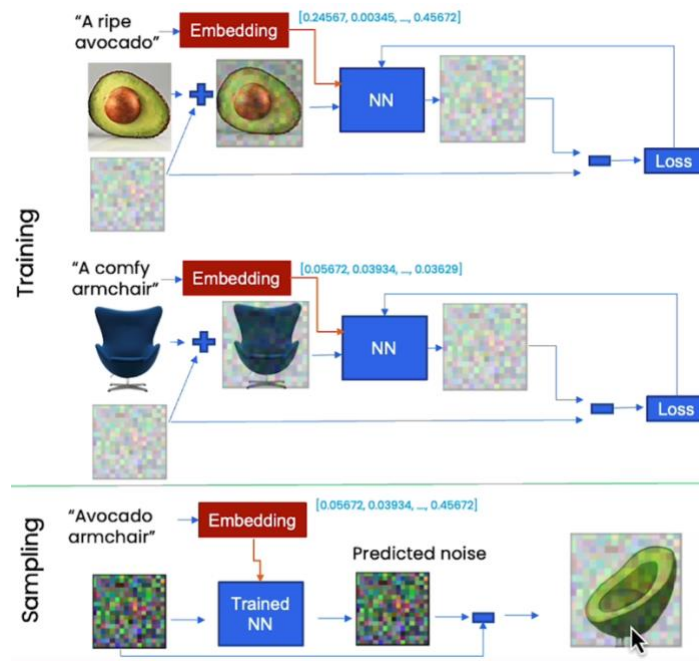 "A ripe
avocado"
Embedding
[0.24567, 0.00345, ..., 0.45672]
NN
Loss
Training
"A comfy
armchair"
Embedding
[0.05672, 0.03934, ..., 0.03629]
NN
Loss
Sampling
"Avocado
armchair"
Embedding
[0.05672, 0.03934, ..., 0.45672]
Predicted noise
Trained
NN